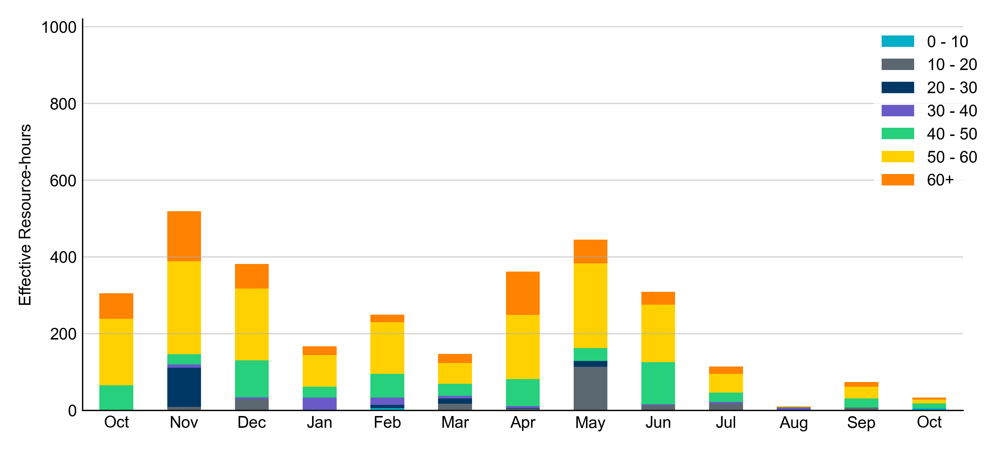 1000
800
600
400
200
0
Effective Resource-hours
Oct Nov Dec Jan Feb Mar Apr May Jun Jul Aug Sep Oct
0 - 10
10 - 20
20 - 30
30 - 40
40 - 50
50 - 60
60+